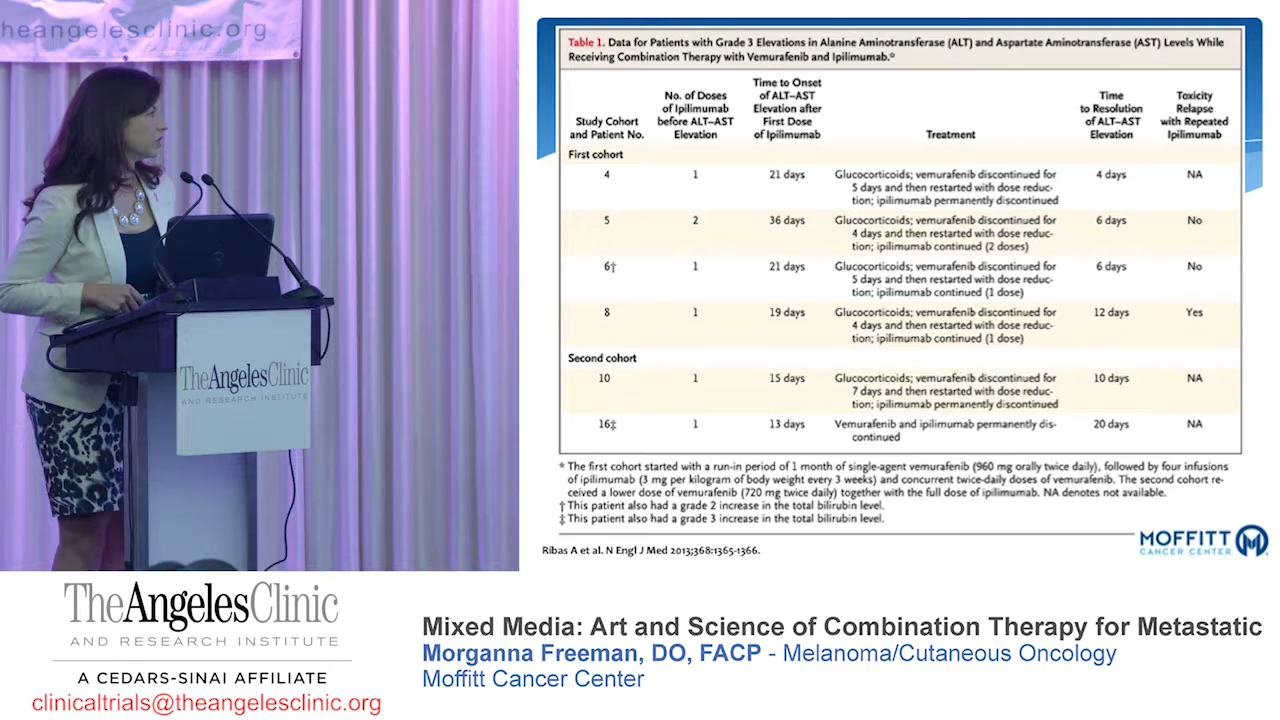 theangelesclinic.org
TheAngelesClinic
AND RESEARCH INSTITUTE
Table 1. Data for Patients with Grade 3 Elevations in Alanine Aminotransferase (ALT) and Aspartate Aminotransferase (AST) Levels While
Receiving Combination Therapy with Vemurafenib and Ipilimumab.*
Study Cohort and Patient No. No. of Doses of Ipilimumab before ALT–AST Elevation Time to Onset of ALT–AST Elevation after First Dose of Ipilimumab Treatment Time to Resolution of ALT–AST Elevation Toxicity Relapse with Repeated Ipilimumab
First cohort
4 1 21 days Glucocorticoids; vemurafenib discontinued for 4 days NA
5 days and then restarted with dose reduc-
tion; ipilimumab permanently discontinued
5 2 36 days Glucocorticoids; vemurafenib discontinued for 6 days No
4 days and then restarted with dose reduc-
tion; ipilimumab continued (2 doses)
6† 1 21 days Glucocorticoids; vemurafenib discontinued for 6 days No
5 days and then restarted with dose reduc-
tion; ipilimumab continued (1 dose)
8 1 19 days Glucocorticoids; vemurafenib discontinued for 12 days Yes
4 days and then restarted with dose reduc-
tion; ipilimumab continued (1 dose)
Second cohort
10 1 15 days Glucocorticoids; vemurafenib discontinued for 10 days NA
7 days and then restarted with dose reduc-
tion; ipilimumab permanently discontinued
16‡ 1 13 days Vemurafenib and ipilimumab permanently dis- 20 days NA
continued
* The first cohort started with a run-in period of 1 month of single-agent vemurafenib (960 mg orally twice daily), followed by four infusions
of ipilimumab (3 mg per kilogram of body weight every 3 weeks) and concurrent twice-daily doses of vemurafenib. The second cohort re-
ceived a lower dose of vemurafenib (720 mg twice daily) together with the full dose of ipilimumab. NA denotes not available.
† This patient also had a grade 2 increase in the total bilirubin level.
‡ This patient also had a grade 3 increase in the total bilirubin level.
Ribas A et al. N Engl J Med 2013;368:1365-1366.
MOFFITT
CANCER CENTER
TheAngelesClinic
AND RESEARCH INSTITUTE
A CEDARS-SINAI AFFILIATE
clinicaltrials@theangelesclinic.org
Mixed Media: Art and Science of Combination Therapy for Metastatic
Morganna Freeman, DO, FACP - Melanoma/Cutaneous Oncology
Moffitt Cancer Center